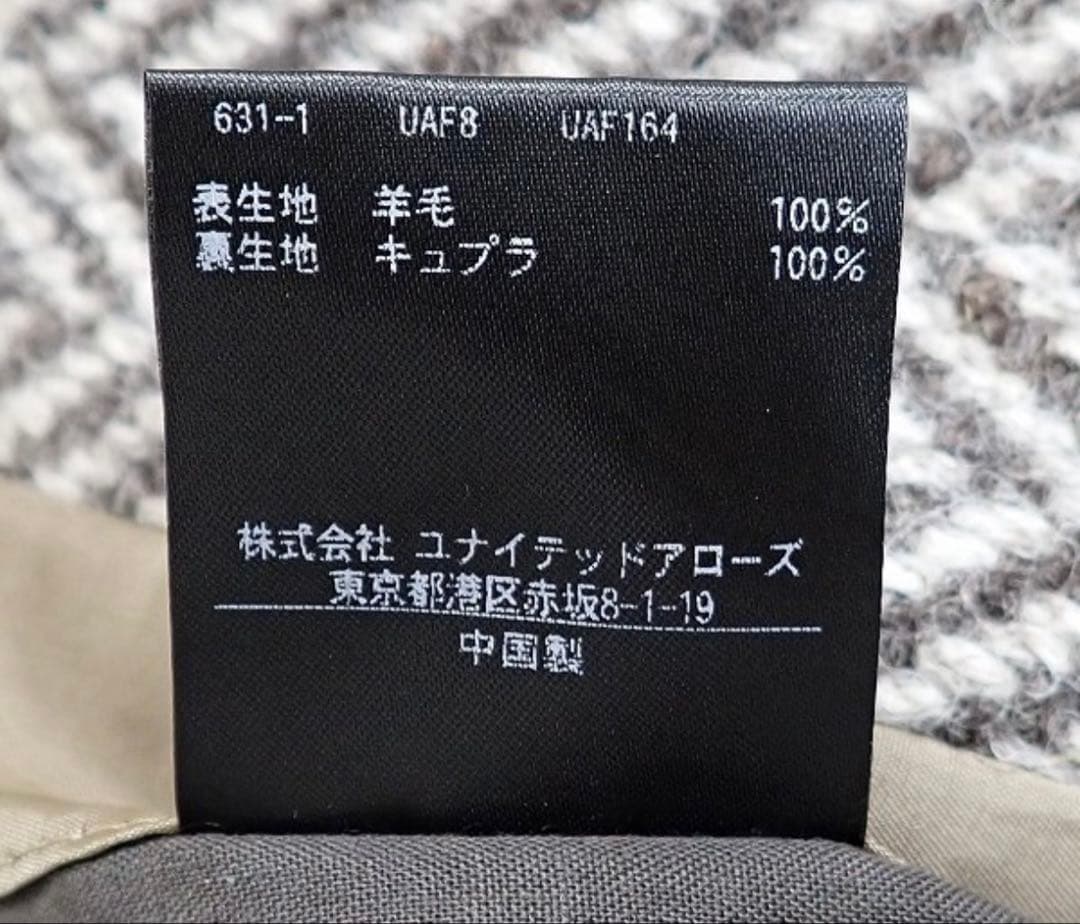 631-1 UAF8 UAF164
表生地 羊毛 100%
裏生地 キュプラ 100%
株式会社 ユナイテッドアローズ
東京都港区赤坂8-1-19
中国製